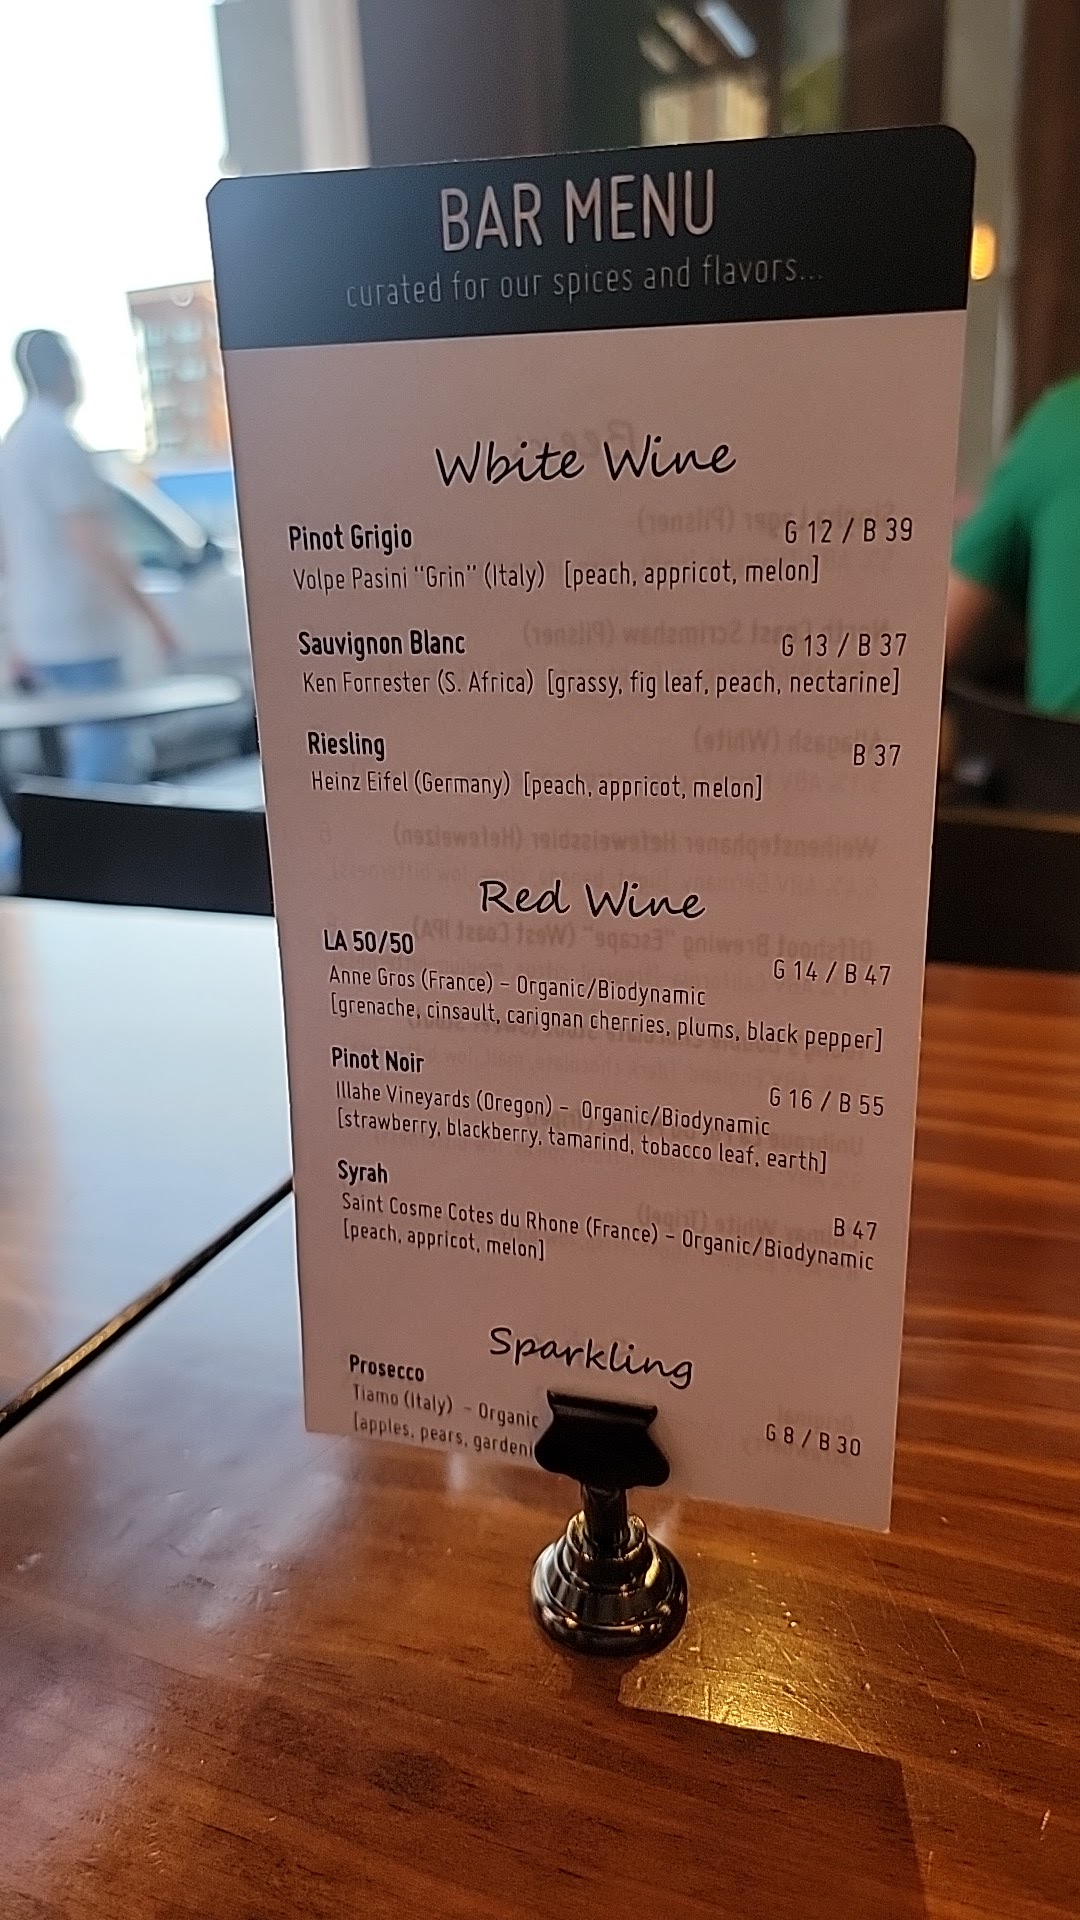 BAR MENU
curated for our spices and flavors...
White Wine
Pinot Grigio G 12 / B 39
Volpe Pasini "Grin" (Italy) [peach, appricot, melon]
Sauvignon Blanc G 13 / B 37
Ken Forrester (S. Africa) [grassy, fig leaf, peach, nectarine]
Riesling B 37
Heinz Eifel (Germany) [peach, appricot, melon]
Red Wine
LA 50/50 G 14 / B 47
Anne Gros (France) - Organic/Biodynamic
[grenache, cinsault, carignan cherries, plums, black pepper]
Pinot Noir G 16 / B 55
Illahe Vineyards (Oregon) - Organic/Biodynamic
[strawberry, blackberry, tamarind, tobacco leaf, earth]
Syrah B 47
Saint Cosme Cotes du Rhone (France) - Organic/Biodynamic
[peach, appricot, melon]
Sparkling
Prosecco G 8 / B 30
Tiamo (Italy) - Organic
[apples, pears,